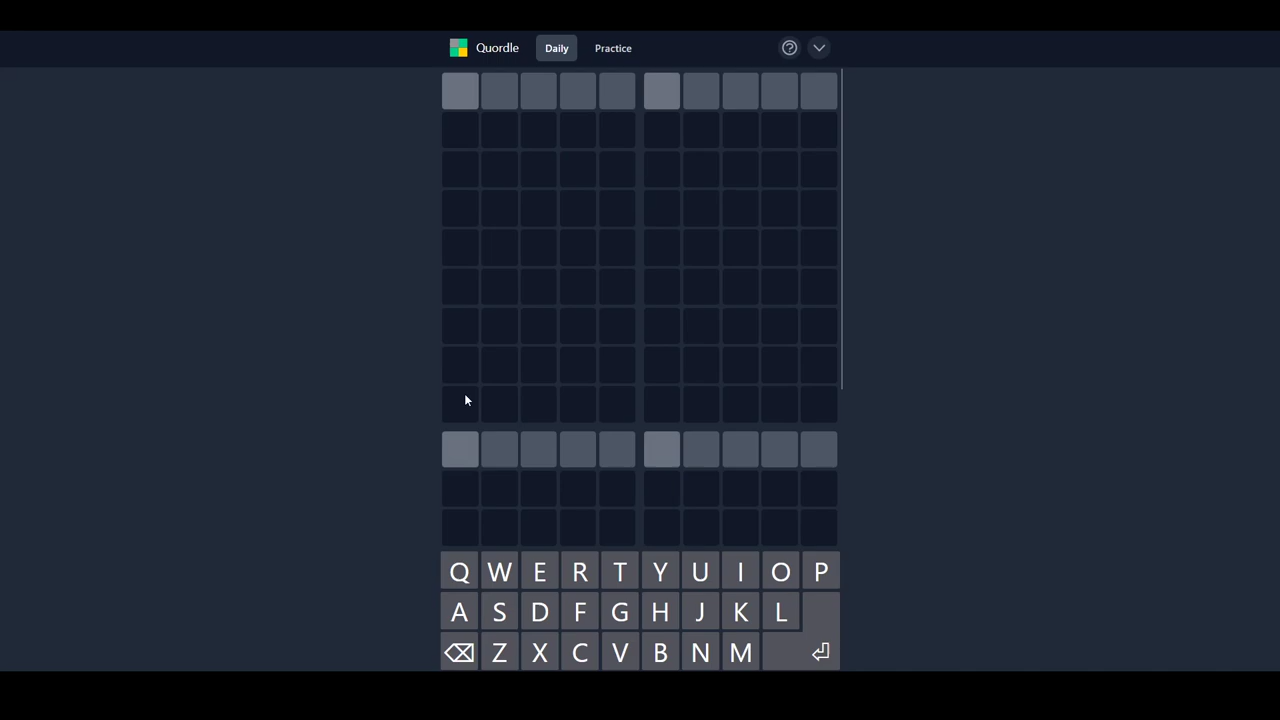 Quordle Daily Practice
Q W E R T Y U I O P
A S D F G H J K L
Z X C V B N M